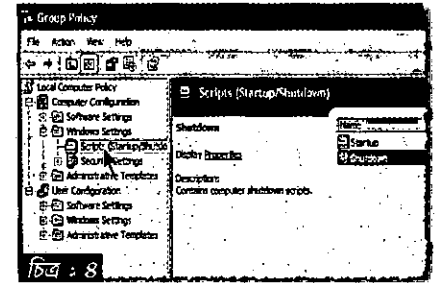 Group Policy
File Action View Help
Local Computer Policy
Computer Configuration
Software Settings
Windows Settings
Scripts (Startup/Shutdo
Security Settings
Administrative Templates
User Configuration
Software Settings
Windows Settings
Administrative Templates
Scripts (Startup/Shutdown)
Shutdown
Display Properties
Description:
Contains computer shutdown scripts.
Name
Startup
Shutdown
চিত্র : ৪